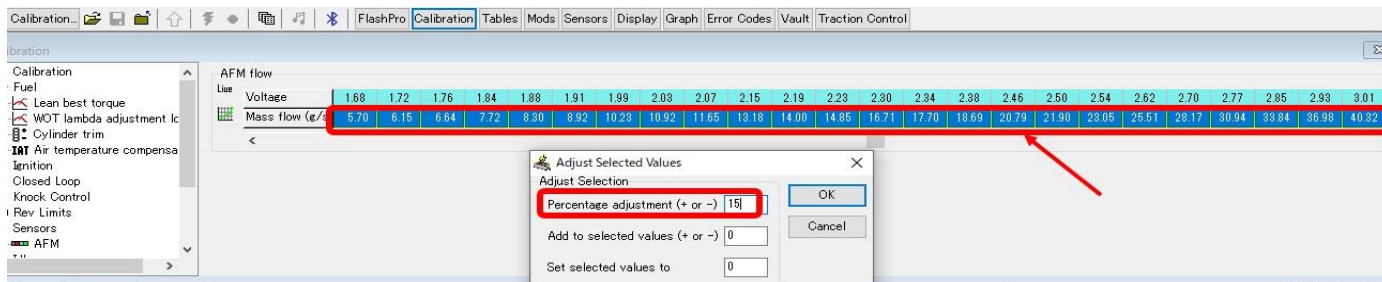 Calibration...
FlashPro Calibration Tables Mods Sensors Display Graph Error Codes Vault Traction Control
ibration
Calibration
Fuel
Lean best torque
WOT lambda adjustment lc
Cylinder trim
IAT Air temperature compensa
Ignition
Closed Loop
Knock Control
Rev Limits
Sensors
AFM
AFM flow
Live
Voltage 1.68 1.72 1.76 1.84 1.88 1.91 1.99 2.03 2.07 2.15 2.19 2.23 2.30 2.34 2.38 2.46 2.50 2.54 2.62 2.70 2.77 2.85 2.93 3.01
Mass flow (g/s 5.70 6.15 6.64 7.72 8.30 8.92 10.23 10.92 11.65 13.18 14.00 14.85 16.71 17.70 18.69 20.79 21.90 23.05 25.51 28.17 30.94 33.84 36.98 40.32
Adjust Selected Values
Adjust Selection
Percentage adjustment (+ or -) 15
Add to selected values (+ or -) 0
Set selected values to 0
OK
Cancel